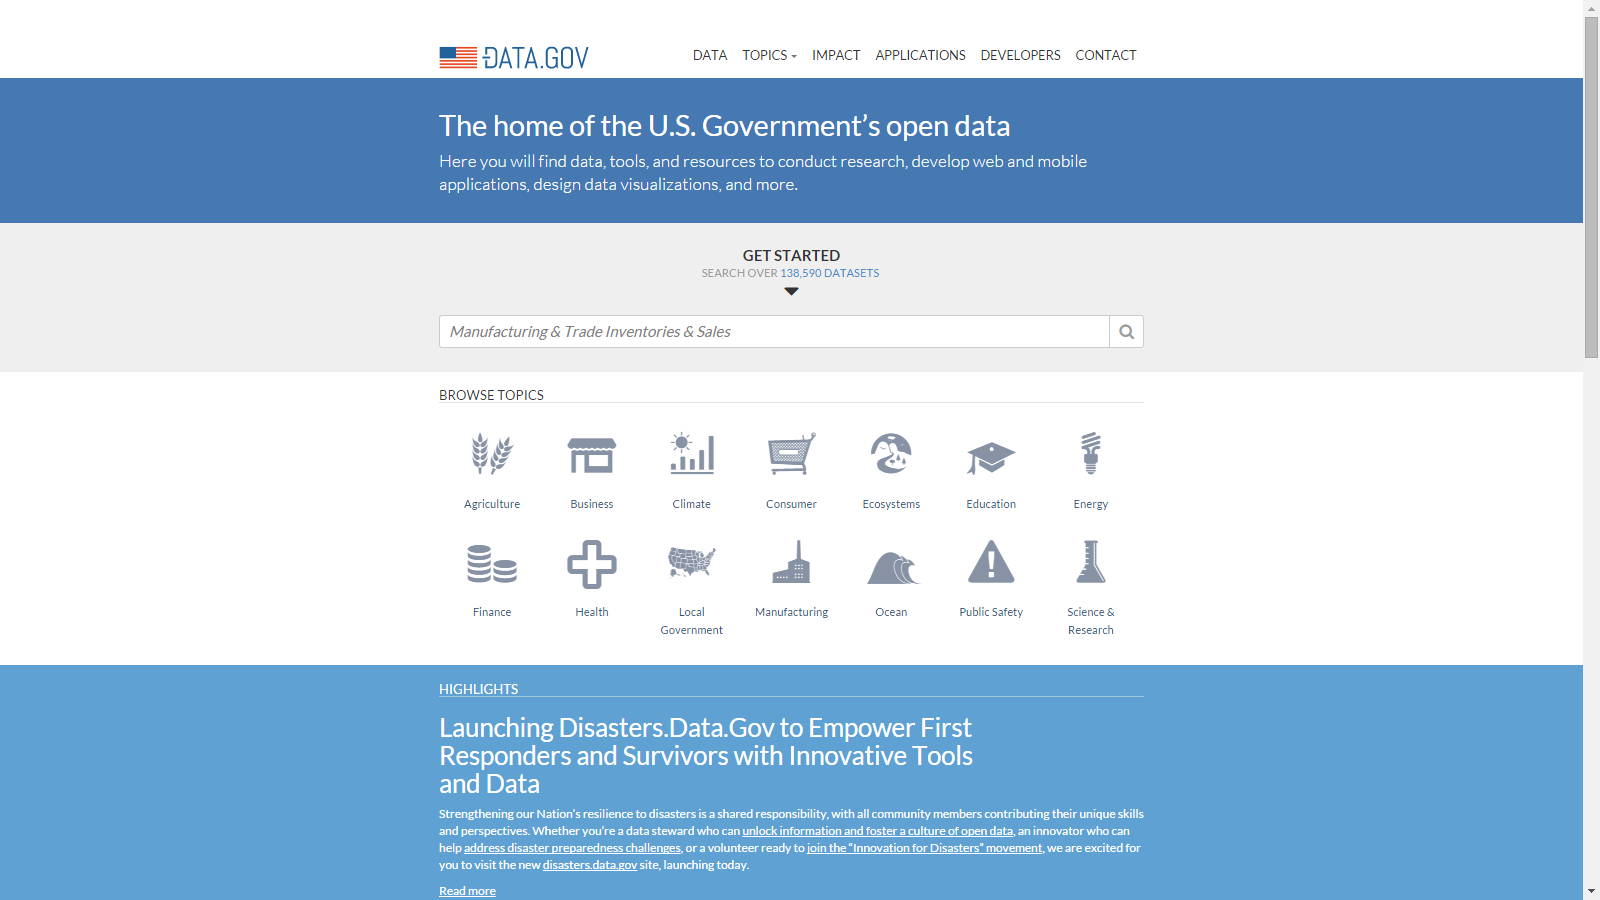 DATA.GOV
DATA TOPICS IMPACT APPLICATIONS DEVELOPERS CONTACT
The home of the U.S. Government’s open data
Here you will find data, tools, and resources to conduct research, develop web and mobile
applications, design data visualizations, and more.
GET STARTED
SEARCH OVER 138,590 DATASETS
Manufacturing & Trade Inventories & Sales
BROWSE TOPICS
Agriculture Business Climate Consumer Ecosystems Education Energy
Finance Health Local Manufacturing Ocean Public Safety Science &
Government Research
HIGHLIGHTS
Launching Disasters.Data.Gov to Empower First
Responders and Survivors with Innovative Tools
and Data
Strengthening our Nation’s resilience to disasters is a shared responsibility, with all community members contributing their unique skills
and perspectives. Whether you’re a data steward who can unlock information and foster a culture of open data, an innovator who can
help address disaster preparedness challenges, or a volunteer ready to join the “Innovation for Disasters” movement, we are excited for
you to visit the new disasters.data.gov site, launching today.
Read more